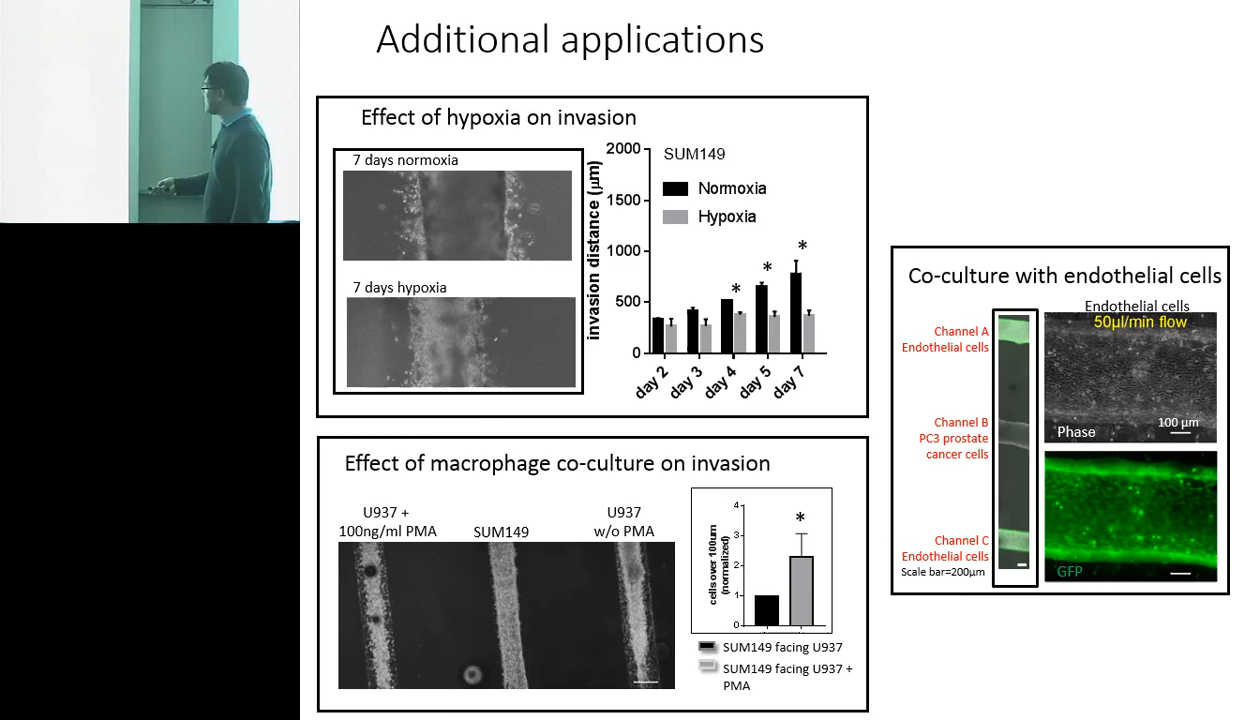 Additional applications
Effect of hypoxia on invasion
7 days normoxia
7 days hypoxia
invasion distance (μm)
2000
1500
1000
500
0
SUM149
Normoxia
Hypoxia
*
*
*
day 2
day 3
day 4
day 5
day 7
Effect of macrophage co-culture on invasion
U937 +
100ng/ml PMA
SUM149
U937
w/o PMA
cells over 100um
(normalized)
4
3
2
1
0
*
SUM149 facing U937
SUM149 facing U937 +
PMA
Co-culture with endothelial cells
Channel A
Endothelial cells
Channel B
PC3 prostate
cancer cells
Channel C
Endothelial cells
Scale bar=200μm
Endothelial cells
50μl/min flow
Phase
100 μm
GFP